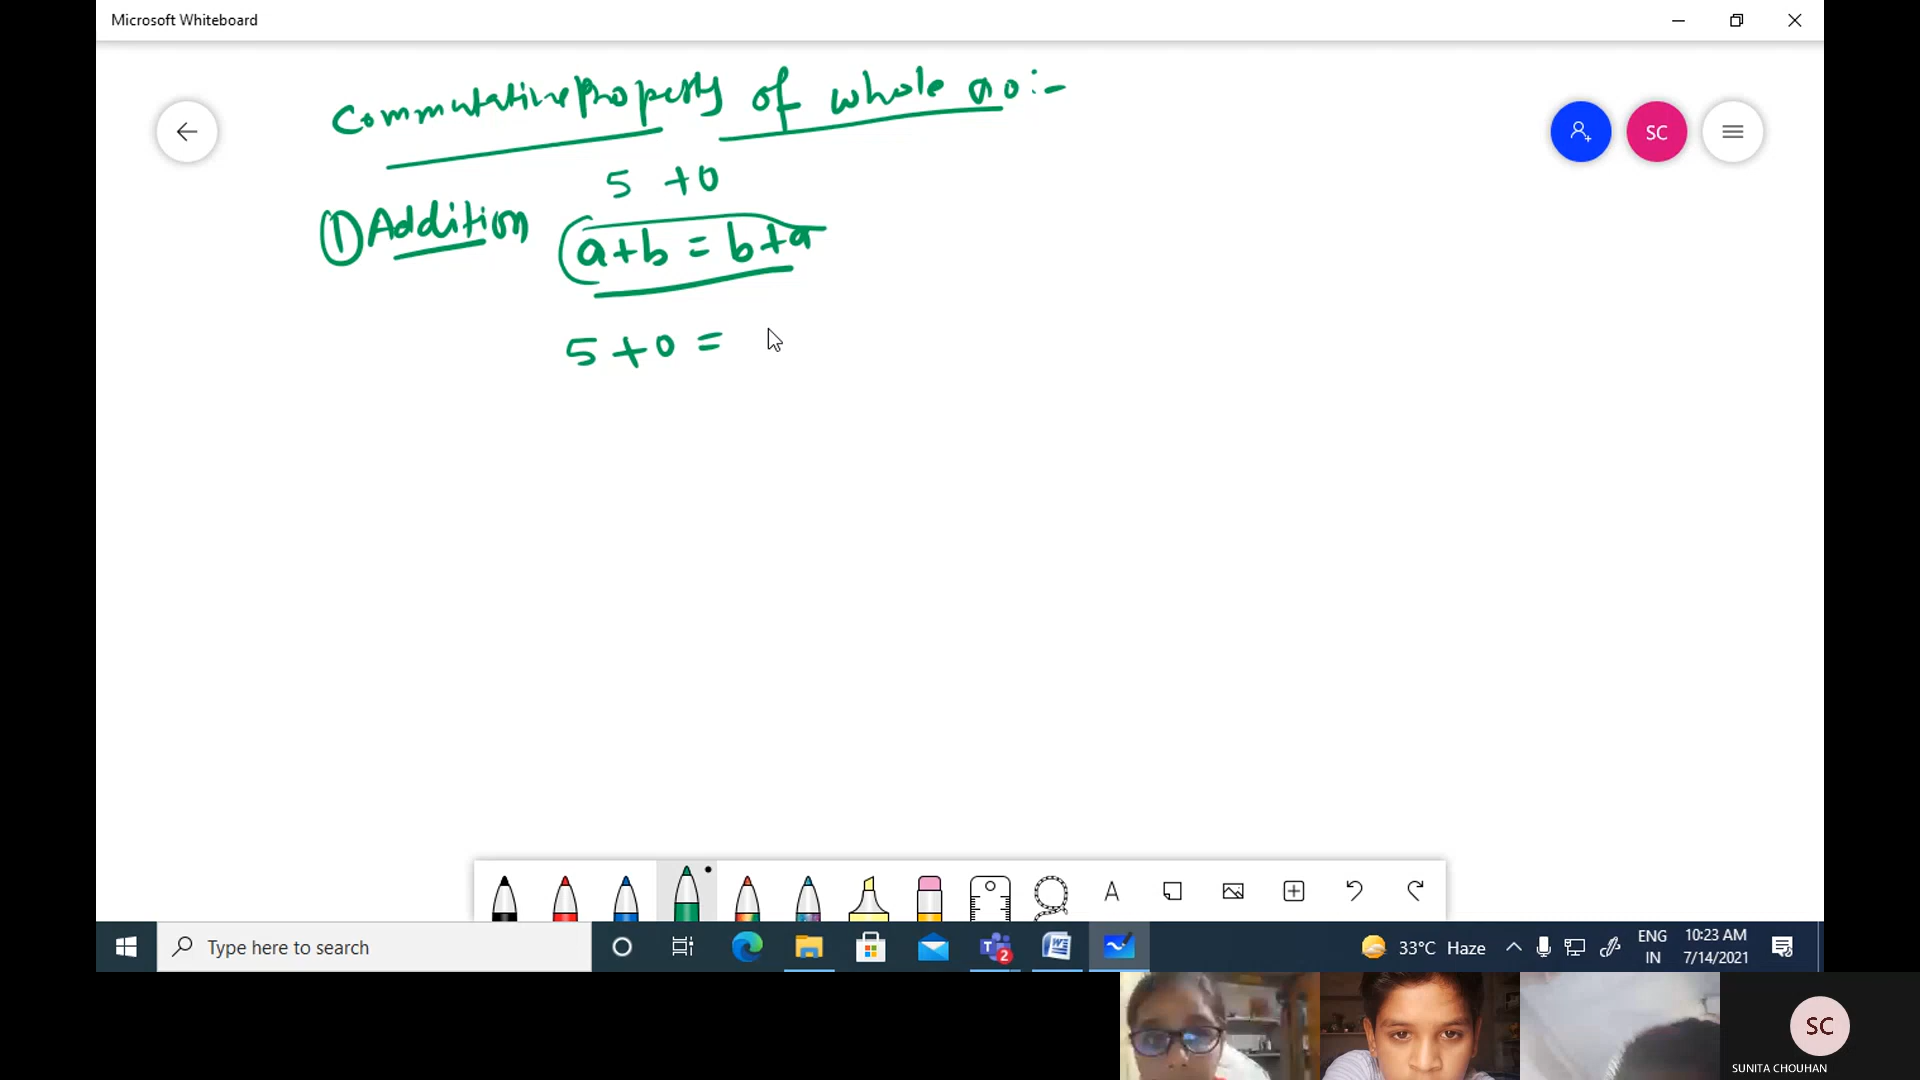 Microsoft Whiteboard
Commutative Property of whole no :-
5 +0
① Addition
a+b = b+a
5+0 =
SC
A
Type here to search
2
33°C Haze
ENG
IN
10:23 AM
7/14/2021
SC
SUNITA CHOUHAN